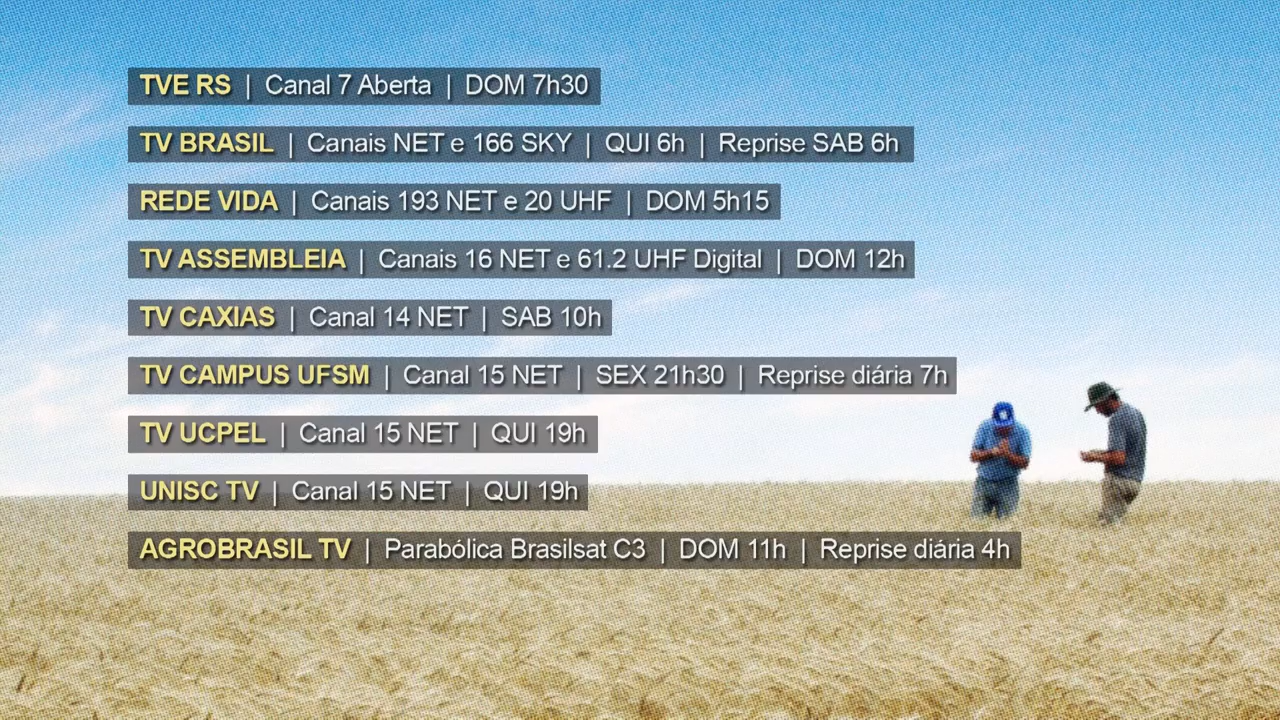 TVE RS | Canal 7 Aberta | DOM 7h30
TV BRASIL | Canais NET e 166 SKY | QUI 6h | Reprise SAB 6h
REDE VIDA | Canais 193 NET e 20 UHF | DOM 5h15
TV ASSEMBLEIA | Canais 16 NET e 61.2 UHF Digital | DOM 12h
TV CAXIAS | Canal 14 NET | SAB 10h
TV CAMPUS UFSM | Canal 15 NET | SEX 21h30 | Reprise diária 7h
TV UCPEL | Canal 15 NET | QUI 19h
UNISC TV | Canal 15 NET | QUI 19h
AGROBRASIL TV | Parabólica Brasilsat C3 | DOM 11h | Reprise diária 4h